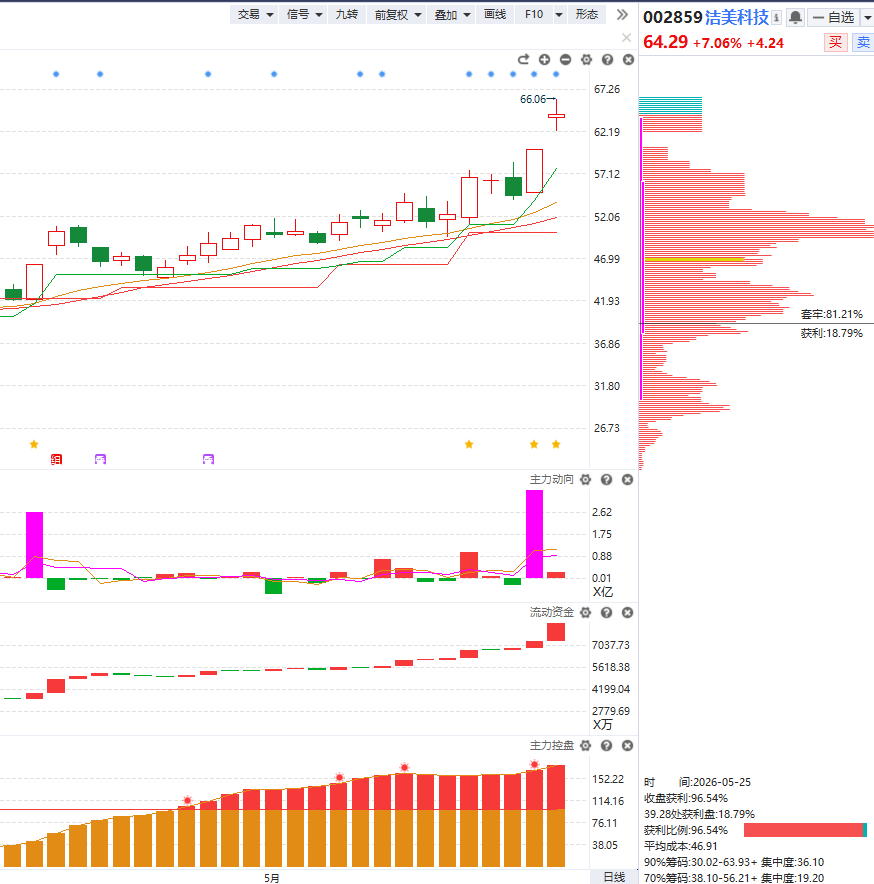 交易 信号 九转 前复权 叠加 画线 F10 形态
002859 洁美科技 自选
64.29 +7.06% +4.24 买 卖
67.26
66.06
62.19
57.12
52.06
46.99
41.93
套牢:81.21%
获利:18.79%
36.86
31.80
26.73
主力动向
2.62
1.75
0.88
0.01
X亿
流动资金
7037.73
5618.38
4199.04
2779.69
X万
主力控盘
152.22
114.16
76.11
38.05
5月 日线
时 间:2026-05-25
收盘获利:96.54%
39.28处获利盘:18.79%
获利比例:96.54%
平均成本:46.91
90%筹码:30.02-63.93+ 集中度:36.10
70%筹码:38.10-56.21+ 集中度:19.20